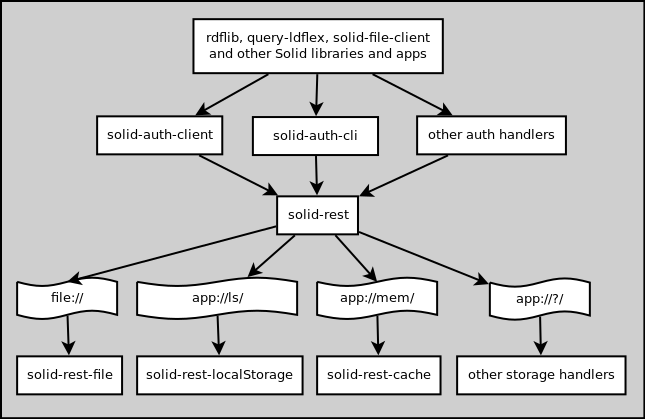 rdflib, query-ldflex, solid-file-client
and other Solid libraries and apps
solid-auth-client
solid-auth-cli
other auth handlers
solid-rest
file://
app://ls/
app://mem/
app://?/
solid-rest-file
solid-rest-localStorage
solid-rest-cache
other storage handlers